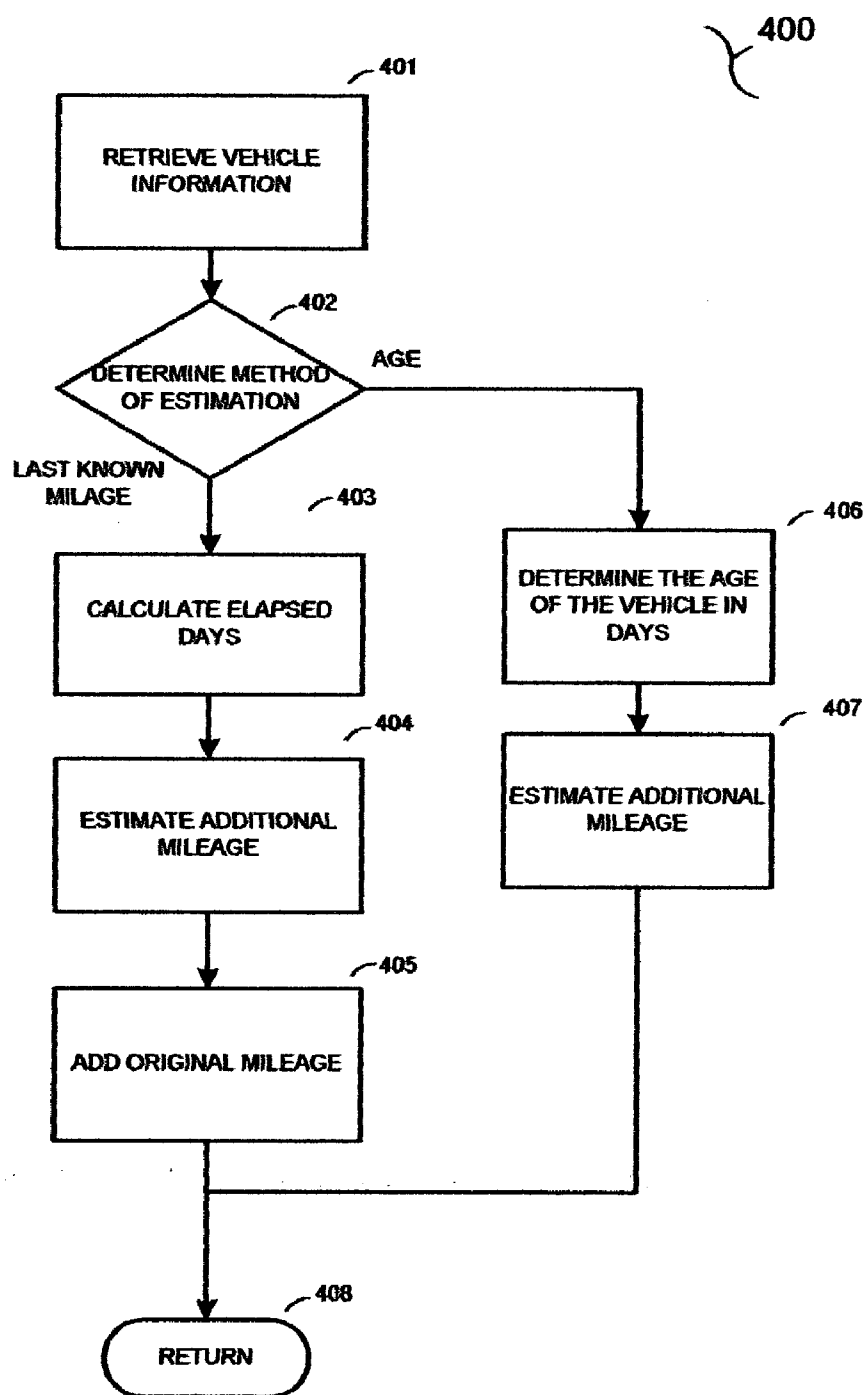 400
401
RETRIEVE VEHICLE
INFORMATION
402
DETERMINE METHOD
OF ESTIMATION
AGE
LAST KNOWN
MILAGE
403
CALCULATE ELAPSED
DAYS
404
ESTIMATE ADDITIONAL
MILEAGE
405
ADD ORIGINAL MILEAGE
406
DETERMINE THE AGE
OF THE VEHICLE IN
DAYS
407
ESTIMATE ADDITIONAL
MILEAGE
408
RETURN